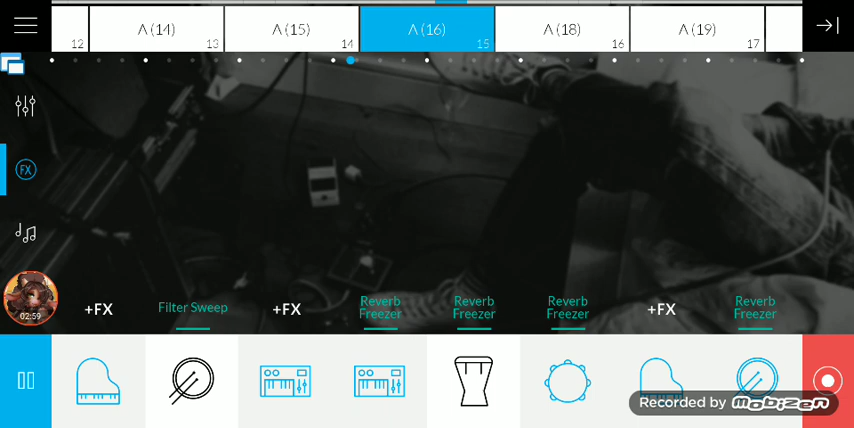 Λ (14)
Λ (15)
Λ (16)
Λ (18)
Λ (19)
12
13
14
15
16
17
FX
02:59
+FX
Filter Sweep
+FX
Reverb
Freezer
Reverb
Freezer
Reverb
Freezer
+FX
Reverb
Freezer
Recorded by mobizen